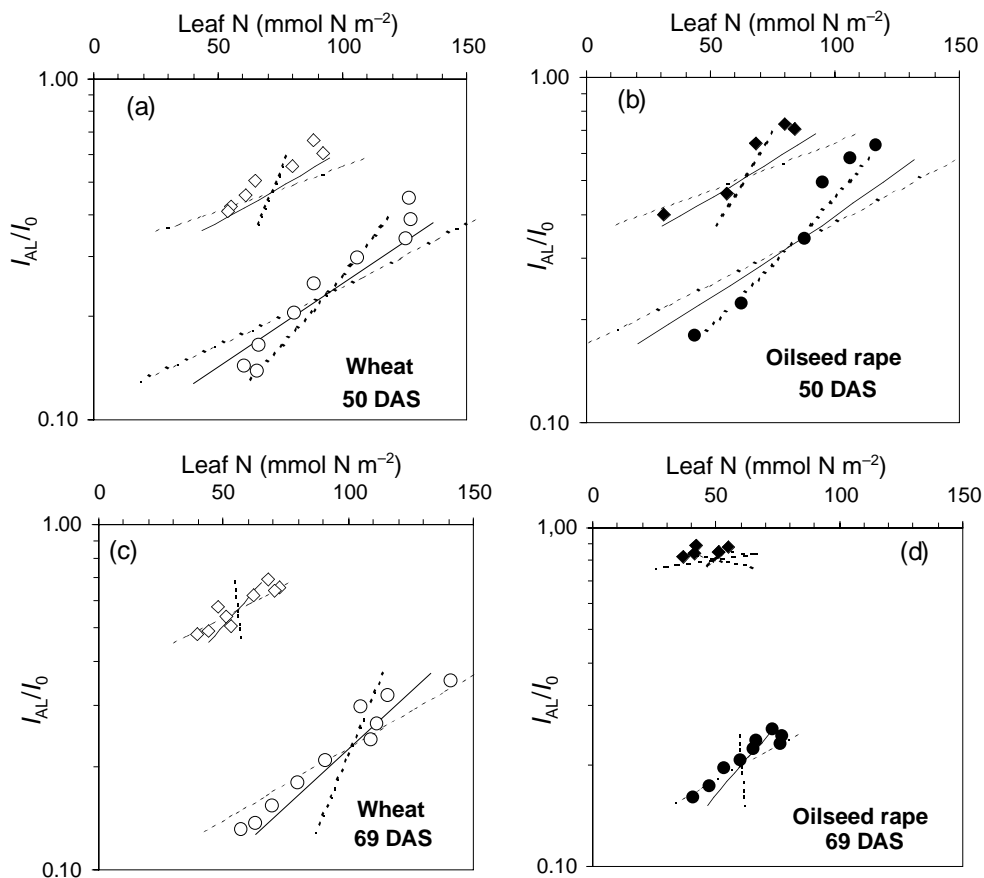 Leaf N (mmol N m⁻²)
0 50 100 150
1.00
(a)
I_AL/I_0
Wheat
50 DAS
0.10
Leaf N (mmol N m⁻²)
0 50 100 150
1.00
(b)
I_AL/I_0
Oilseed rape
50 DAS
0.10
Leaf N (mmol N m⁻²)
0 50 100 150
1.00
(c)
I_AL/I_0
Wheat
69 DAS
0.10
Leaf N (mmol N m⁻²)
0 50 100 150
1,00
(d)
I_AL/I_0
Oilseed rape
69 DAS
0.10